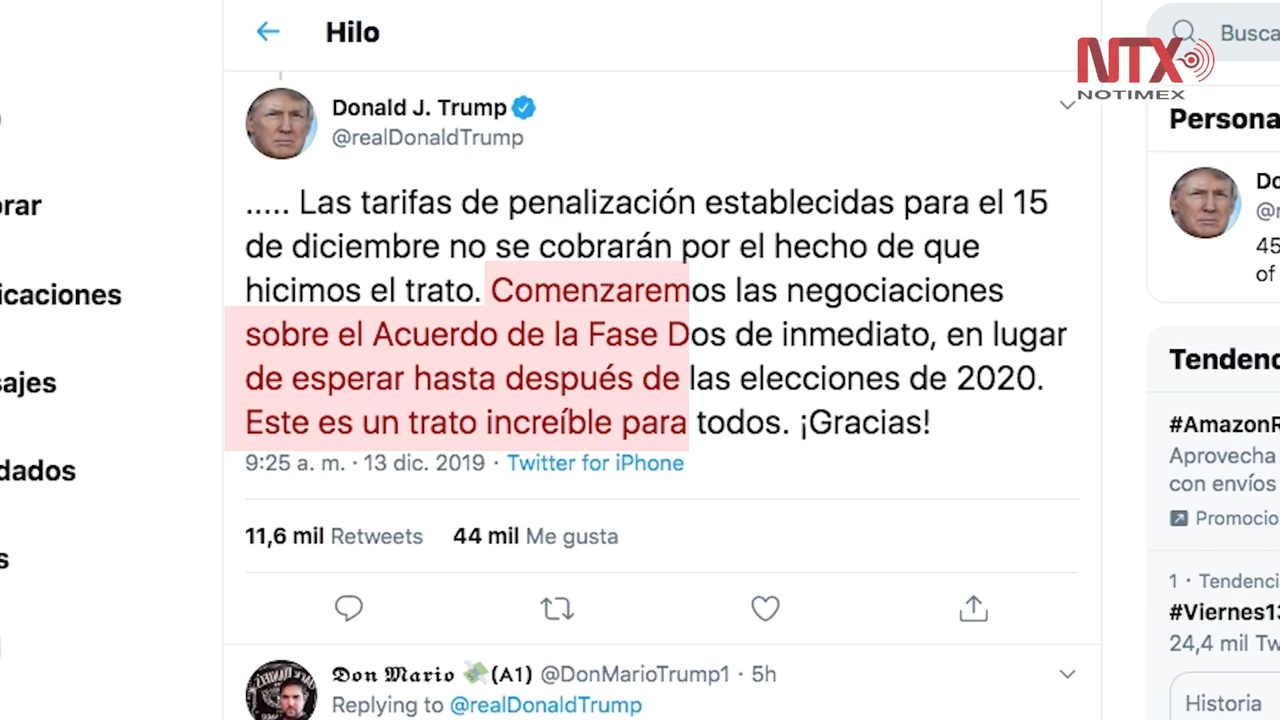 Hilo
Busca
NTX
NOTIMEX
Donald J. Trump
@realDonaldTrump
..... Las tarifas de penalización establecidas para el 15
de diciembre no se cobrarán por el hecho de que
hicimos el trato. Comenzaremos las negociaciones
sobre el Acuerdo de la Fase Dos de inmediato, en lugar
de esperar hasta después de las elecciones de 2020.
Este es un trato increíble para todos. ¡Gracias!
9:25 a. m. · 13 dic. 2019 · Twitter for iPhone
11,6 mil Retweets 44 mil Me gusta
𝕯𝖔𝖓 𝕸𝖆𝖗𝖎𝖔 💸(A1) @DonMarioTrump1 · 5h
Replying to @realDonaldTrump
rar
icaciones
sajes
dados
s
Persona
Do
@r
45
of
Tendenc
#AmazonR
Aprovecha
con envíos
Promocio
1 · Tendenci
#Viernes13
24,4 mil Tw
Historia